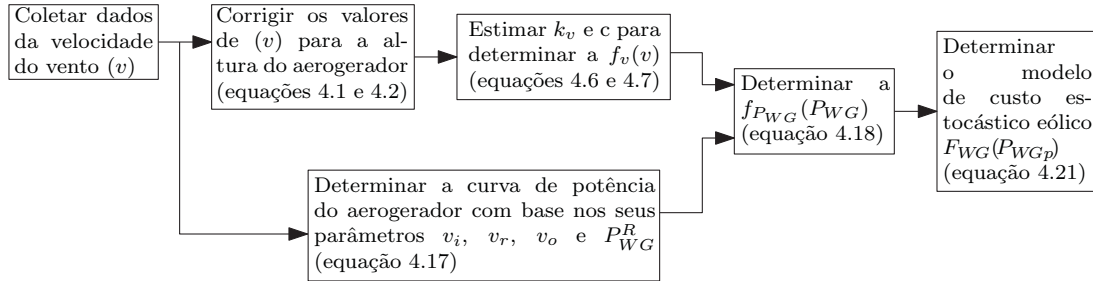 Coletar dados
da velocidade
do vento (v)
Corrigir os valores
de (v) para a al-
tura do aerogerador
(equações 4.1 e 4.2)
Estimar k_v e c para
determinar a f_v(v)
(equações 4.6 e 4.7)
Determinar a
f_{P_{WG}}(P_{WG})
(equação 4.18)
Determinar
o modelo
de custo es-
tocástico eólico
F_{WG}(P_{WGp})
(equação 4.21)
Determinar a curva de potência
do aerogerador com base nos seus
parâmetros v_i, v_r, v_o e P_{WG}^R
(equação 4.17)